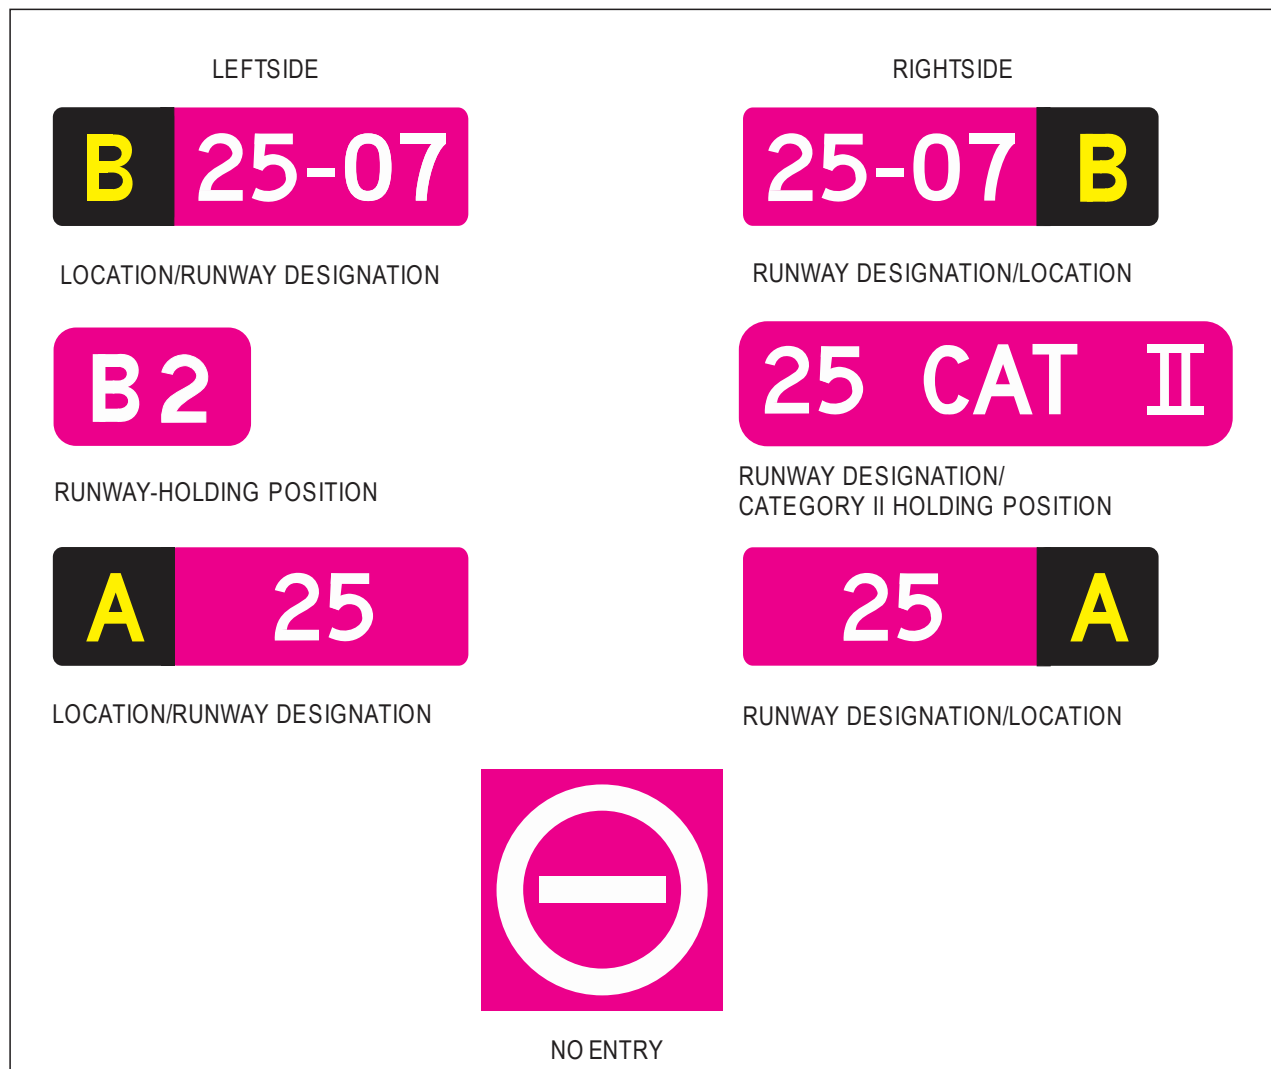 LEFTSIDE
RIGHTSIDE
B 25-07
25-07 B
LOCATION/RUNWAY DESIGNATION
RUNWAY DESIGNATION/LOCATION
B2
25 CAT II
RUNWAY-HOLDING POSITION
RUNWAY DESIGNATION/
CATEGORY II HOLDING POSITION
A 25
25 A
LOCATION/RUNWAY DESIGNATION
RUNWAY DESIGNATION/LOCATION
NO ENTRY